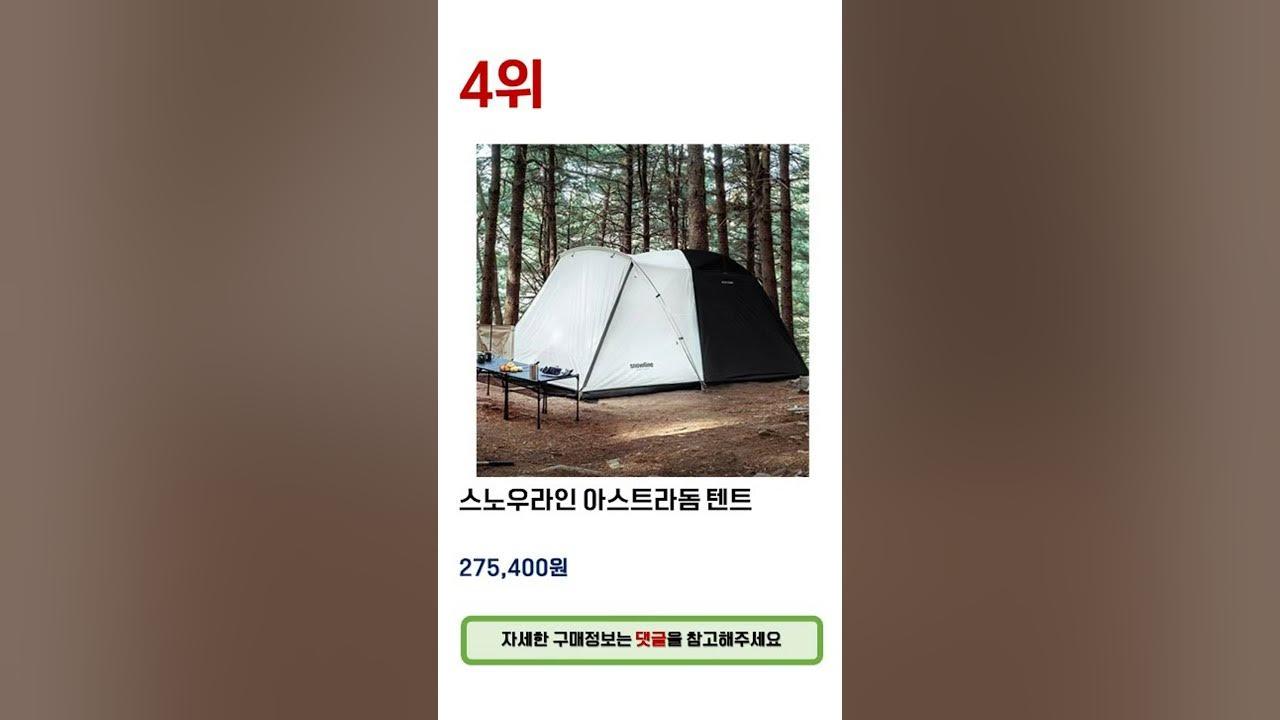 4위
snowline
스노우라인 아스트라돔 텐트
275,400원
자세한 구매정보는 댓글을 참고해주세요